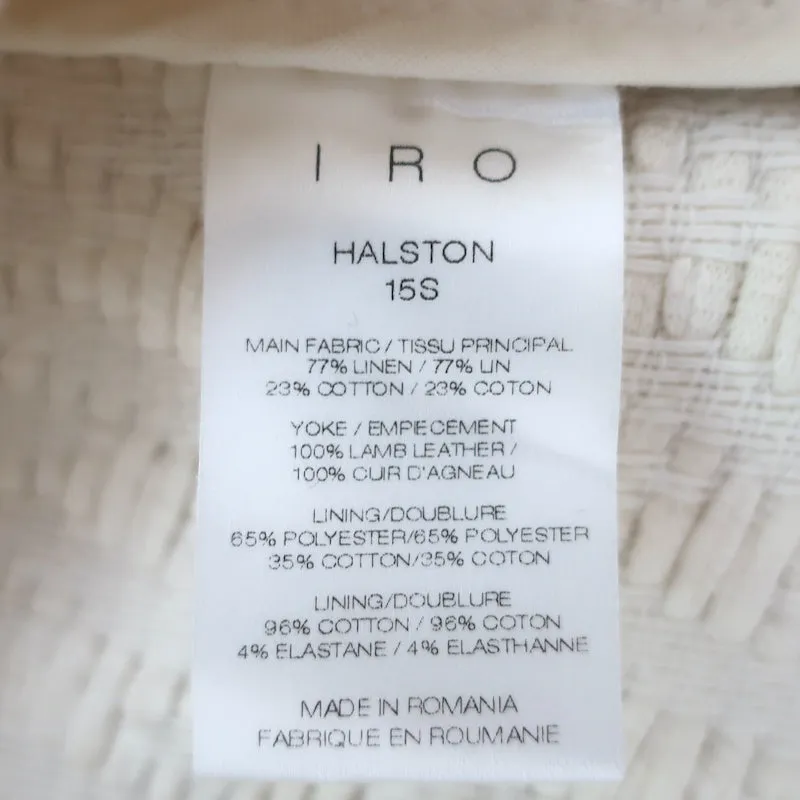 IRO
HALSTON
15S
MAIN FABRIC / TISSU PRINCIPAL
77% LINEN / 77% LIN
23% COTTON / 23% COTON
YOKE / EMPIECEMENT
100% LAMB LEATHER /
100% CUIR D'AGNEAU
LINING/DOUBLURE
65% POLYESTER/65% POLYESTER
35% COTTON/35% COTON
LINING/DOUBLURE
96% COTTON / 96% COTON
4% ELASTANE / 4% ELASTHANNE
MADE IN ROMANIA
FABRIQUE EN ROUMANIE